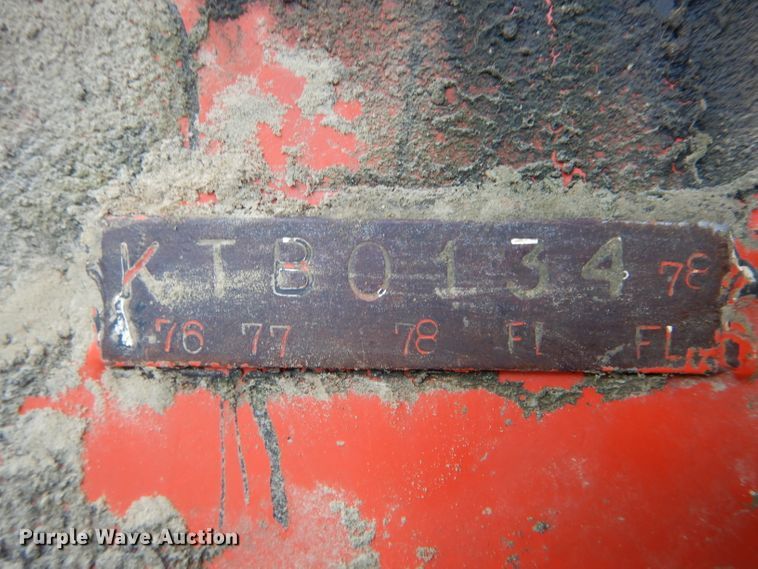 KTB0134 78
76 77 78 FL FL
Purple Wave Auction